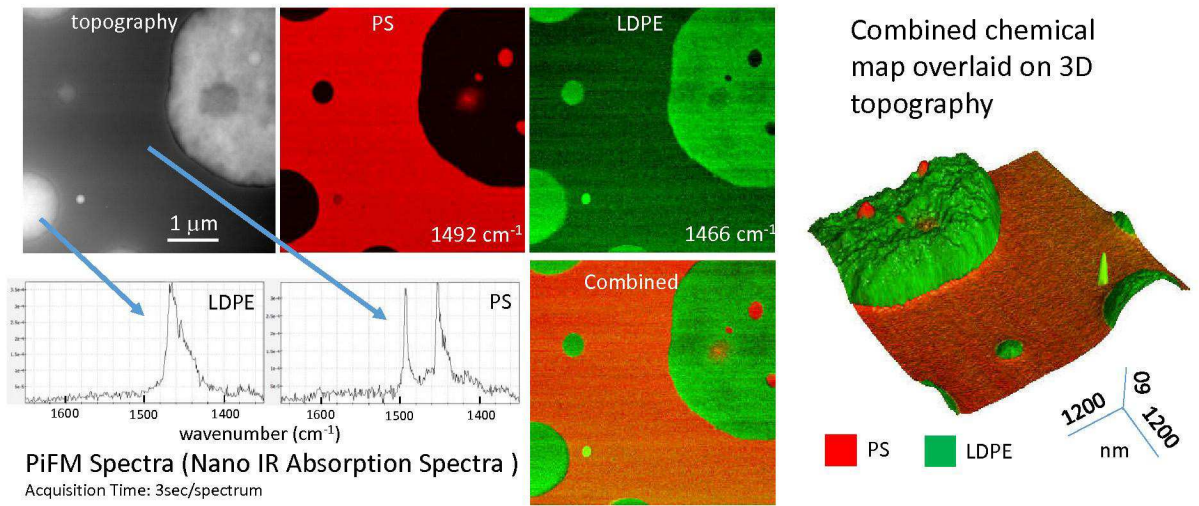 topography
PS
LDPE
Combined chemical
map overlaid on 3D
topography
1 μm
1492 cm-1
1466 cm-1
LDPE
PS
Combined
1600
1500
1400
1600
1500
1400
wavenumber (cm-1)
PiFM Spectra (Nano IR Absorption Spectra )
Acquisition Time: 3sec/spectrum
1200
60
1200
nm
PS
LDPE